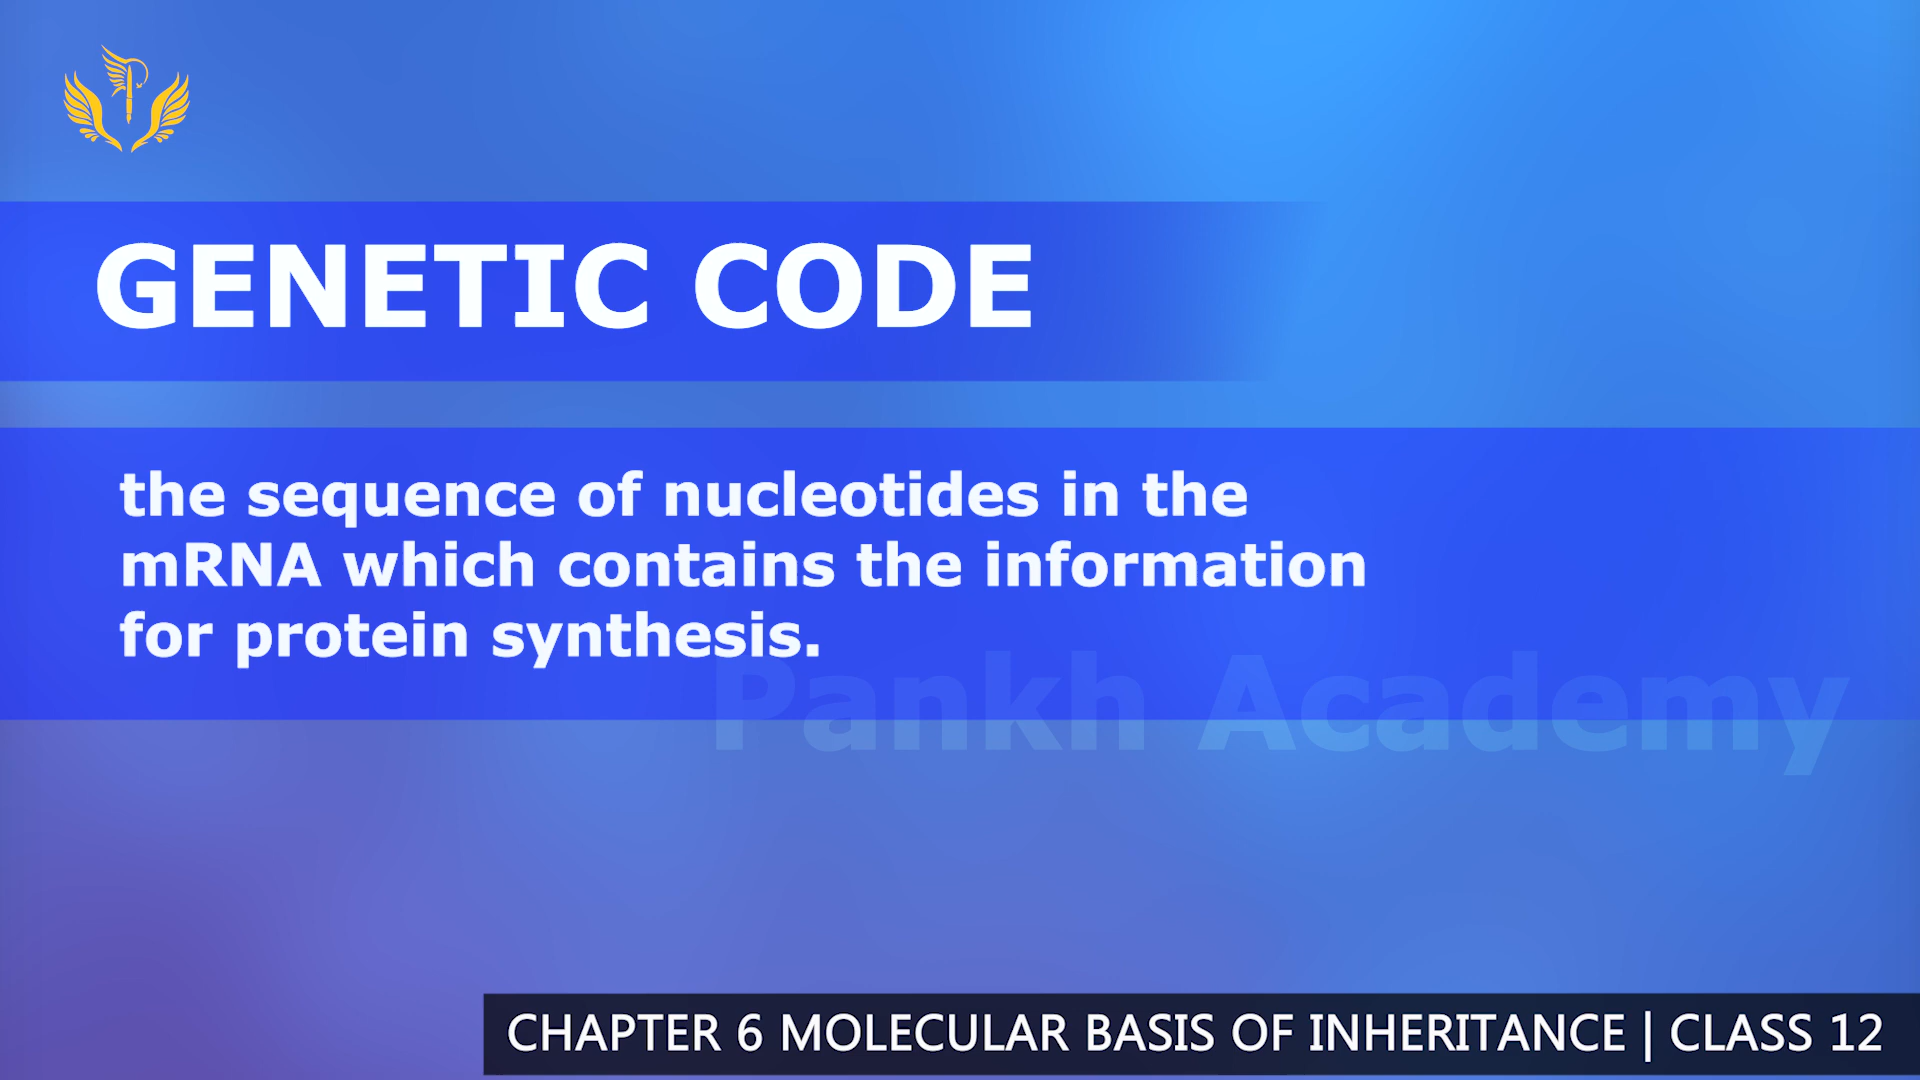 GENETIC CODE
the sequence of nucleotides in the
mRNA which contains the information
for protein synthesis.
Pankh Academy
CHAPTER 6 MOLECULAR BASIS OF INHERITANCE | CLASS 12